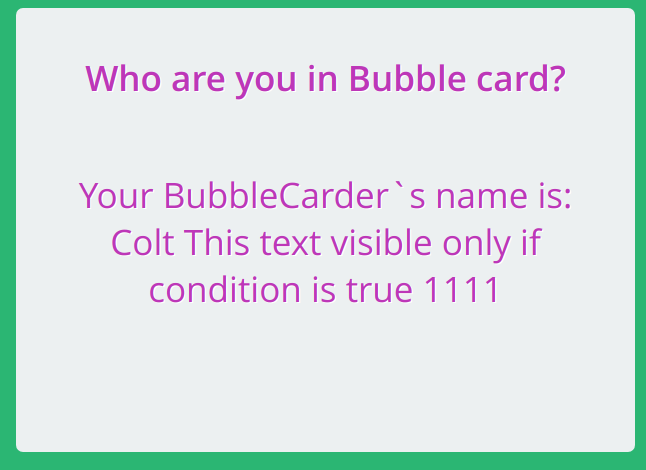 Who are you in Bubble card?
Your BubbleCarder`s name is:
Colt This text visible only if
condition is true 1111